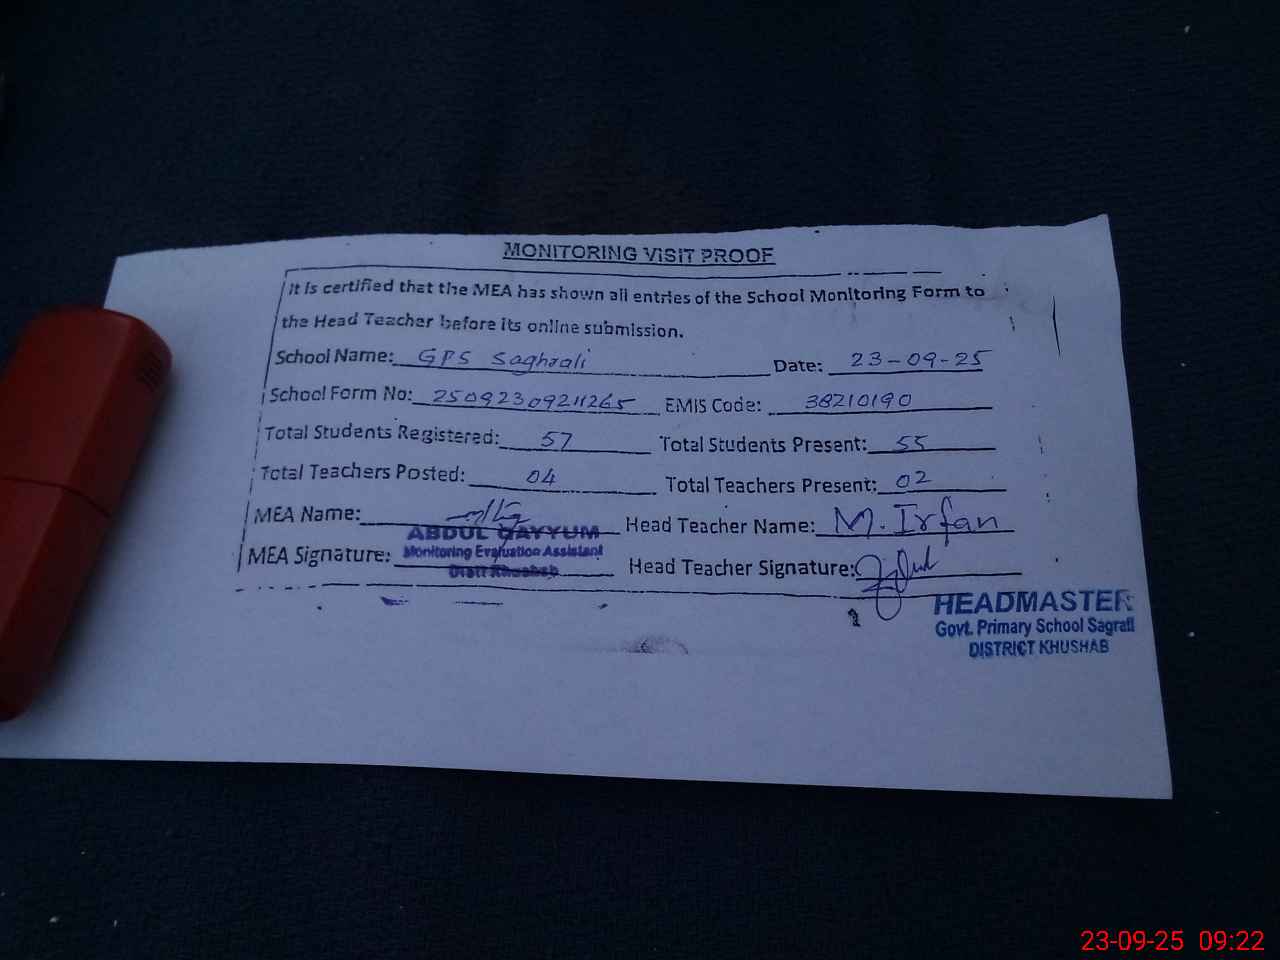 MONITORING VISIT PROOF
It is certified that the MEA has shown all entries of the School Monitoring Form to
the Head Teacher before its online submission.
School Name: GPS Saghrali Date: 23-09-25
School Form No: 25092309211265 EMIS Code: 38210190
Total Students Registered: 57 Total Students Present: 55
Total Teachers Posted: 04 Total Teachers Present: 02
MEA Name: Head Teacher Name: M. Irfan
ABDUL QAYYUM
MEA Signature: Monitoring Evaluation Assistant Head Teacher Signature:
Distt Khushab
HEADMASTER
Govt. Primary School Sagrali
DISTRICT KHUSHAB
23-09-25 09:22